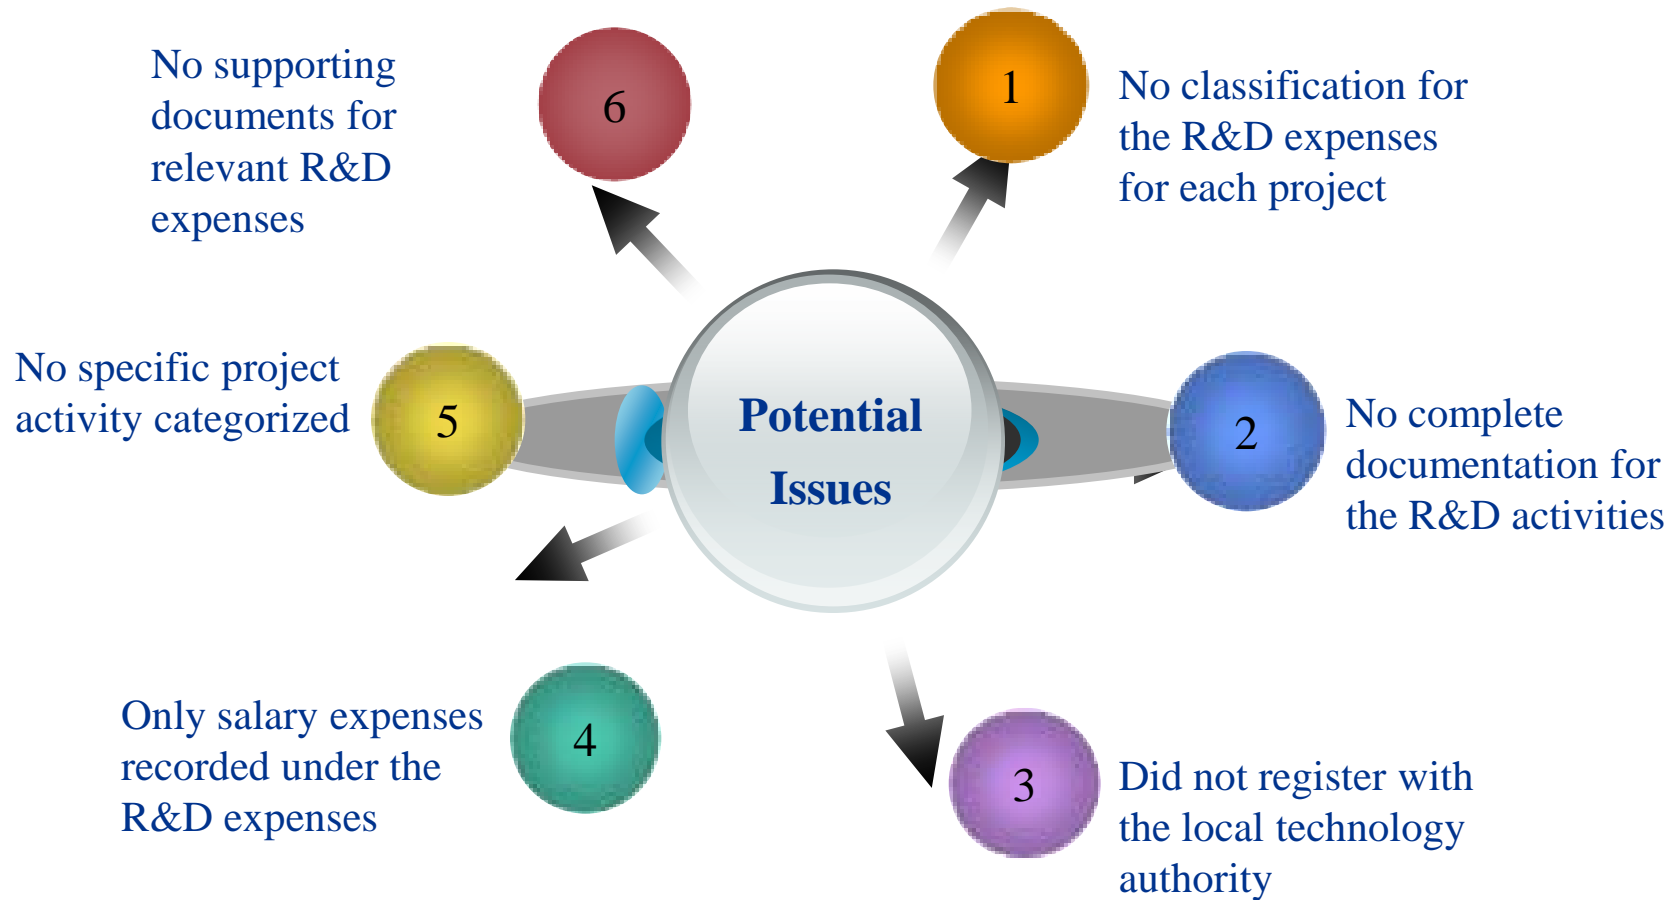 No supporting
documents for
relevant R&D
expenses
6
1
No classification for
the R&D expenses
for each project
No specific project
activity categorized
5
Potential
Issues
2
No complete
documentation for
the R&D activities
Only salary expenses
recorded under the
R&D expenses
4
3
Did not register with
the local technology
authority